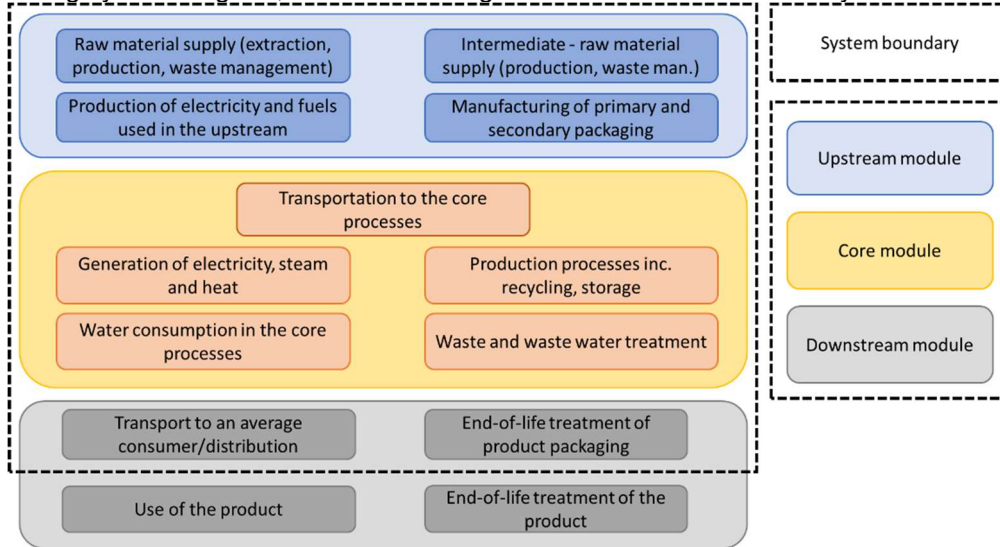 Raw material supply (extraction,
production, waste management)
Intermediate - raw material
supply (production, waste man.)
Production of electricity and fuels
used in the upstream
Manufacturing of primary and
secondary packaging
Transportation to the core
processes
Generation of electricity, steam
and heat
Production processes inc.
recycling, storage
Water consumption in the core
processes
Waste and waste water treatment
Transport to an average
consumer/distribution
End-of-life treatment of
product packaging
Use of the product
End-of-life treatment of the
product
System boundary
Upstream module
Core module
Downstream module